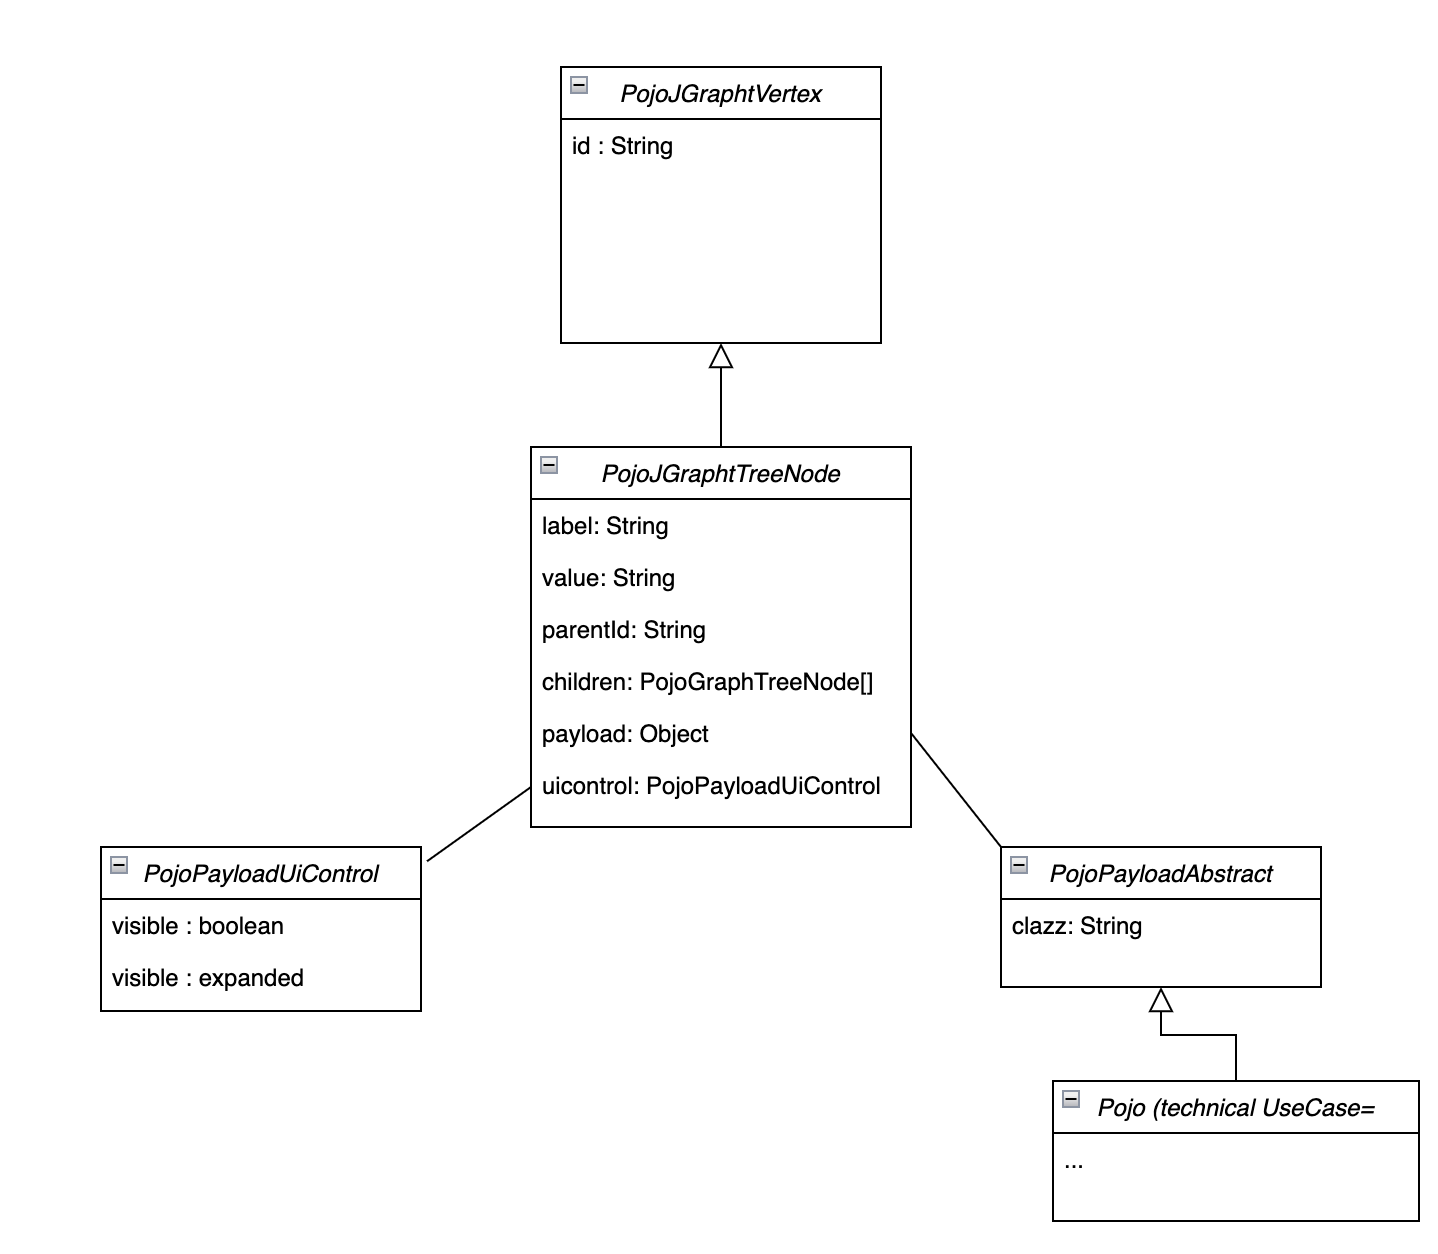 PojoJGraphtVertex
id : String
PojoJGraphtTreeNode
label: String
value: String
parentId: String
children: PojoGraphTreeNode[]
payload: Object
uicontrol: PojoPayloadUiControl
PojoPayloadUiControl
visible : boolean
visible : expanded
PojoPayloadAbstract
clazz: String
Pojo (technical UseCase=
...